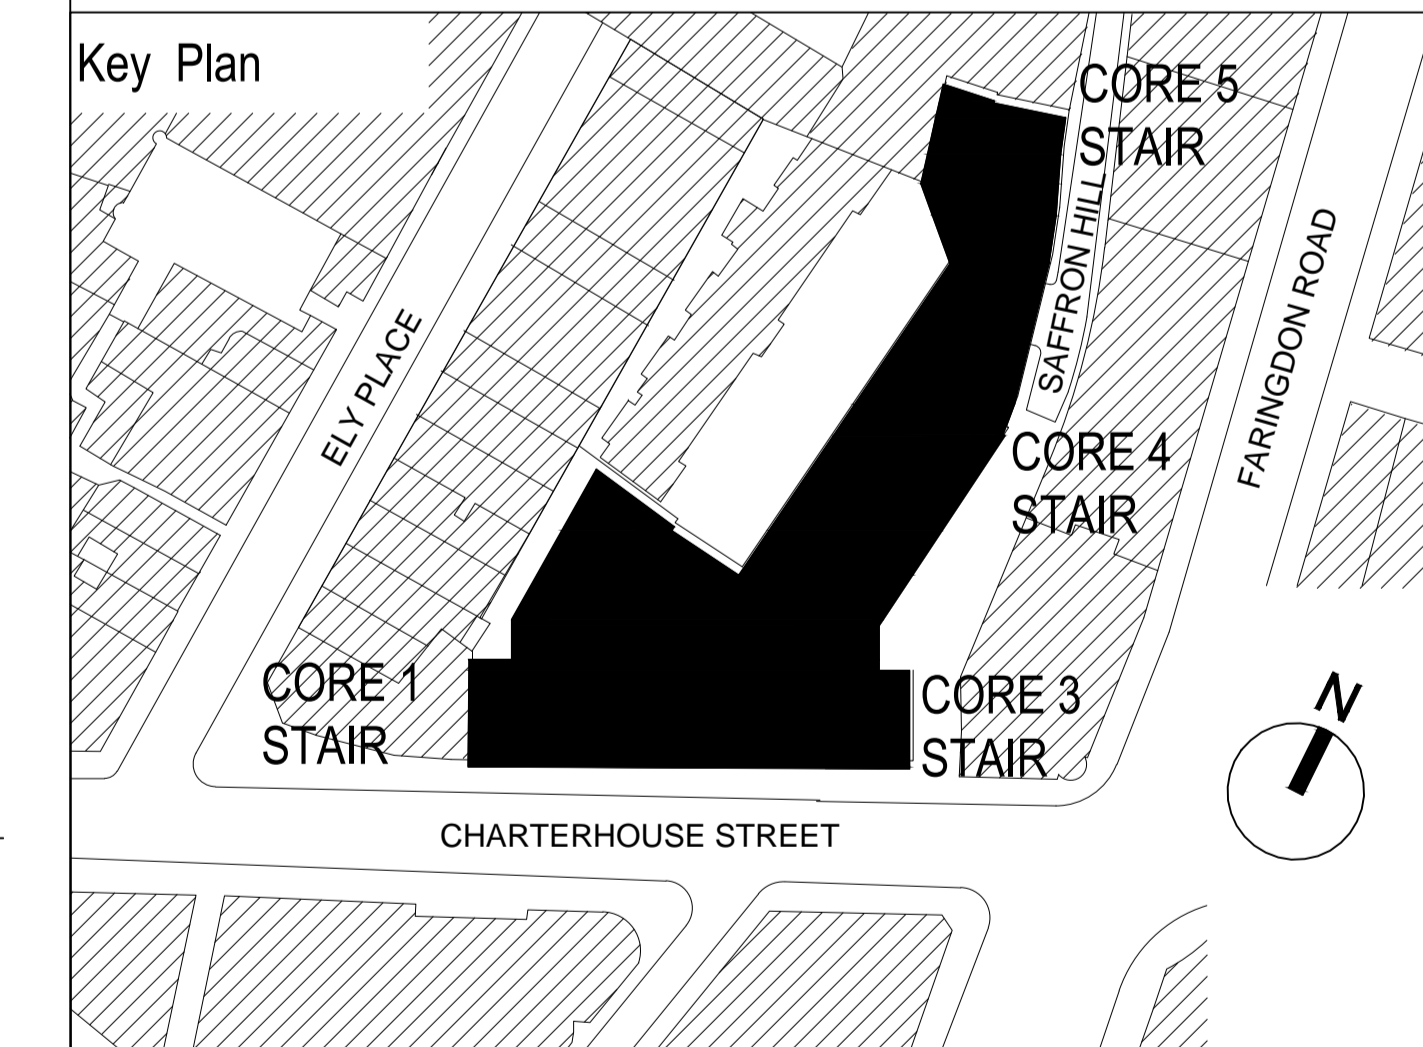 Key Plan
CORE 5
STAIR
SAFFRON HILL
FARINGDON ROAD
ELY PLACE
CORE 4
STAIR
CORE 1
STAIR
CORE 3
STAIR
N
CHARTERHOUSE STREET